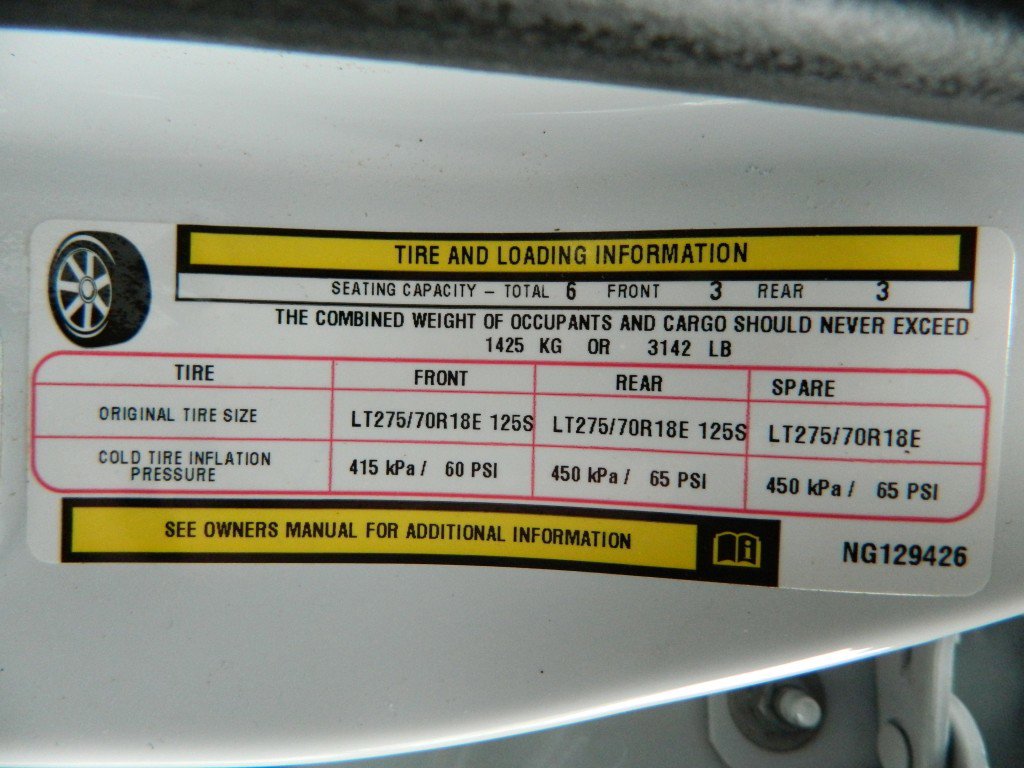 TIRE AND LOADING INFORMATION
SEATING CAPACITY – TOTAL 6 FRONT 3 REAR 3
THE COMBINED WEIGHT OF OCCUPANTS AND CARGO SHOULD NEVER EXCEED
1425 KG OR 3142 LB
TIRE FRONT REAR SPARE
ORIGINAL TIRE SIZE LT275/70R18E 125S LT275/70R18E 125S LT275/70R18E
COLD TIRE INFLATION
PRESSURE 415 kPa / 60 PSI 450 kPa / 65 PSI 450 kPa / 65 PSI
SEE OWNERS MANUAL FOR ADDITIONAL INFORMATION
NG129426